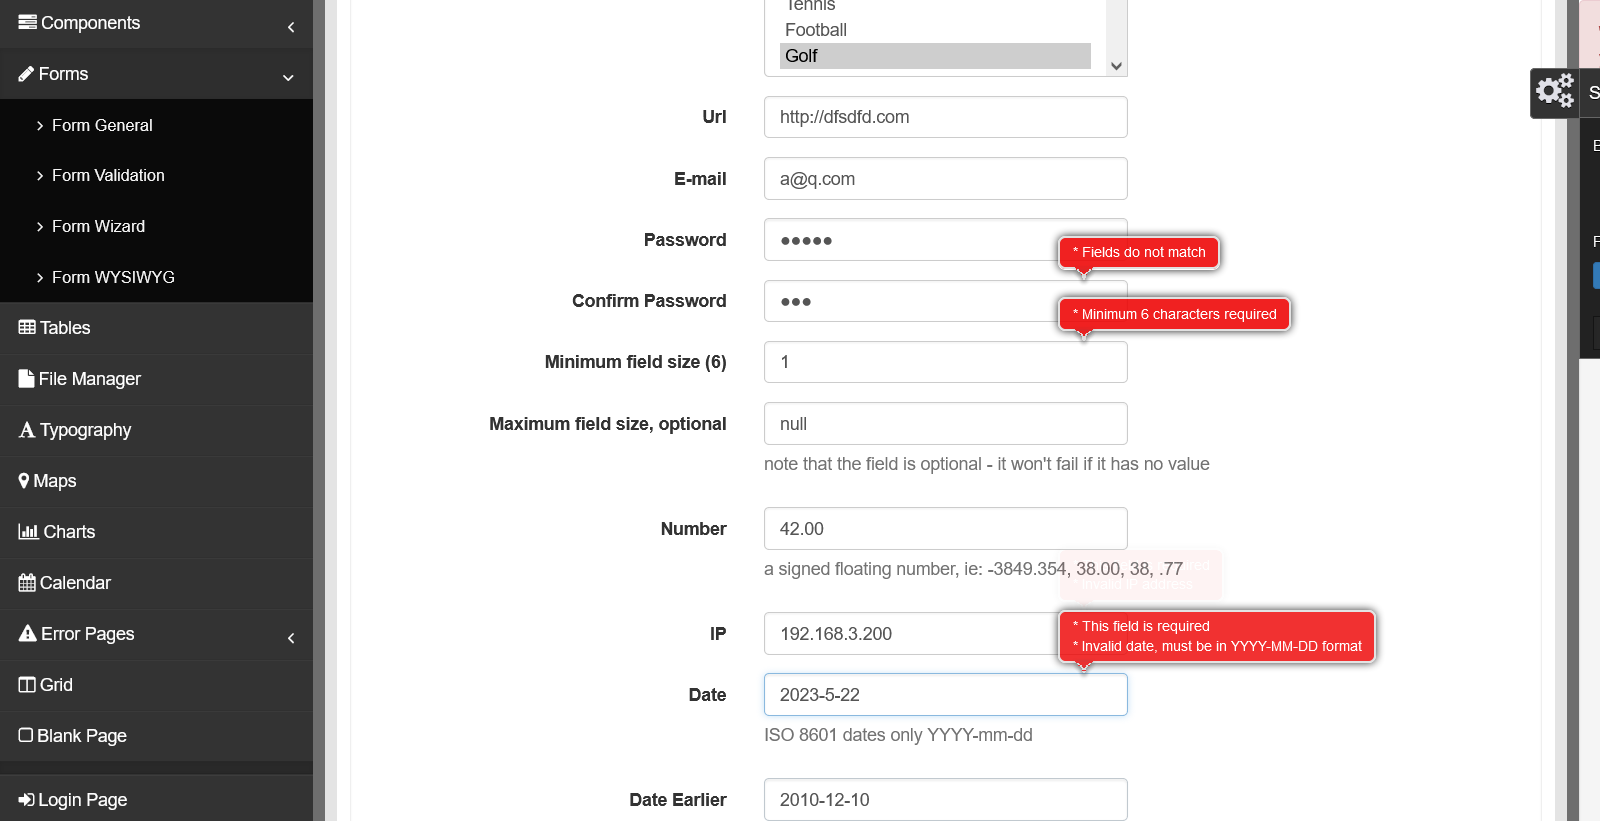 Components
Forms
Form General
Form Validation
Form Wizard
Form WYSIWYG
Tables
File Manager
Typography
Maps
Charts
Calendar
Error Pages
Grid
Blank Page
Login Page
Tennis
Football
Golf
Url
http://dfsdfd.com
E-mail
a@q.com
Password
* Fields do not match
Confirm Password
* Minimum 6 characters required
Minimum field size (6)
1
Maximum field size, optional
null
note that the field is optional - it won't fail if it has no value
Number
42.00
a signed floating number, ie: -3849.354, 38.00, 38, .77
* Invalid IP address
IP
192.168.3.200
* This field is required
* Invalid date, must be in YYYY-MM-DD format
Date
2023-5-22
ISO 8601 dates only YYYY-mm-dd
Date Earlier
2010-12-10